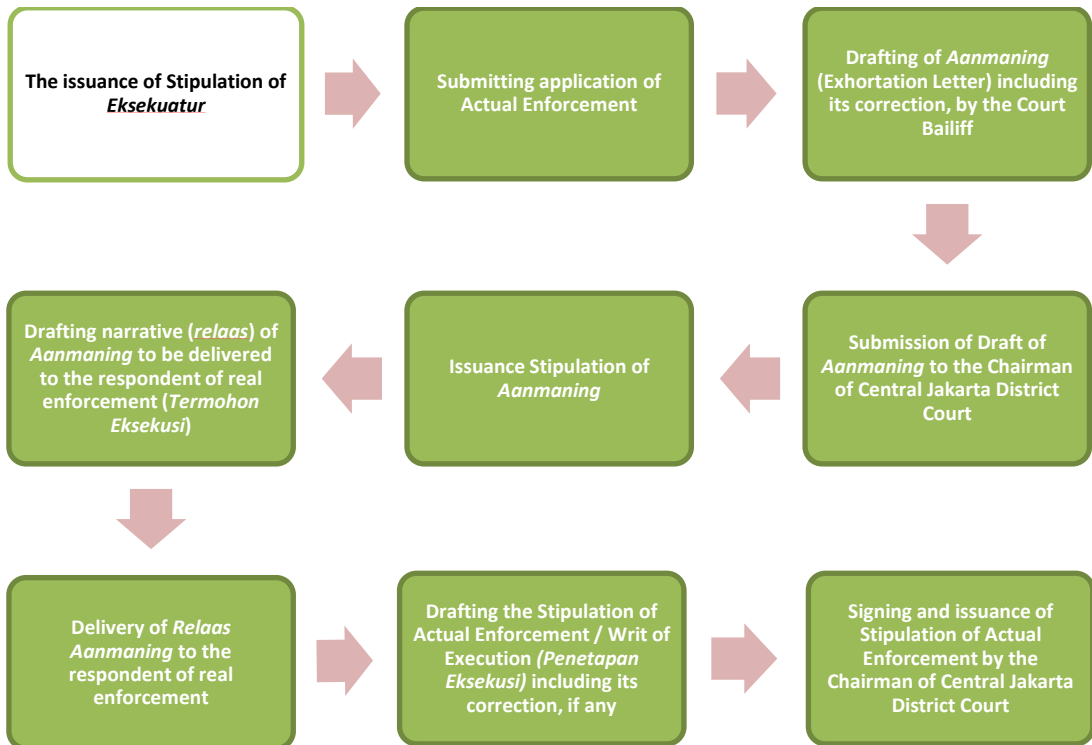 The issuance of Stipulation of
Eksekuatur
Submitting application of
Actual Enforcement
Drafting of Aanmaning
(Exhortation Letter) including
its correction, by the Court
Bailiff
Submission of Draft of
Aanmaning to the Chairman
of Central Jakarta District
Court
Issuance Stipulation of
Aanmaning
Drafting narrative (relaas) of
Aanmaning to be delivered
to the respondent of real
enforcement (Termohon
Eksekusi)
Delivery of Relaas
Aanmaning to the
respondent of real
enforcement
Drafting the Stipulation of
Actual Enforcement / Writ of
Execution (Penetapan
Eksekusi) including its
correction, if any
Signing and issuance of
Stipulation of Actual
Enforcement by the
Chairman of Central Jakarta
District Court